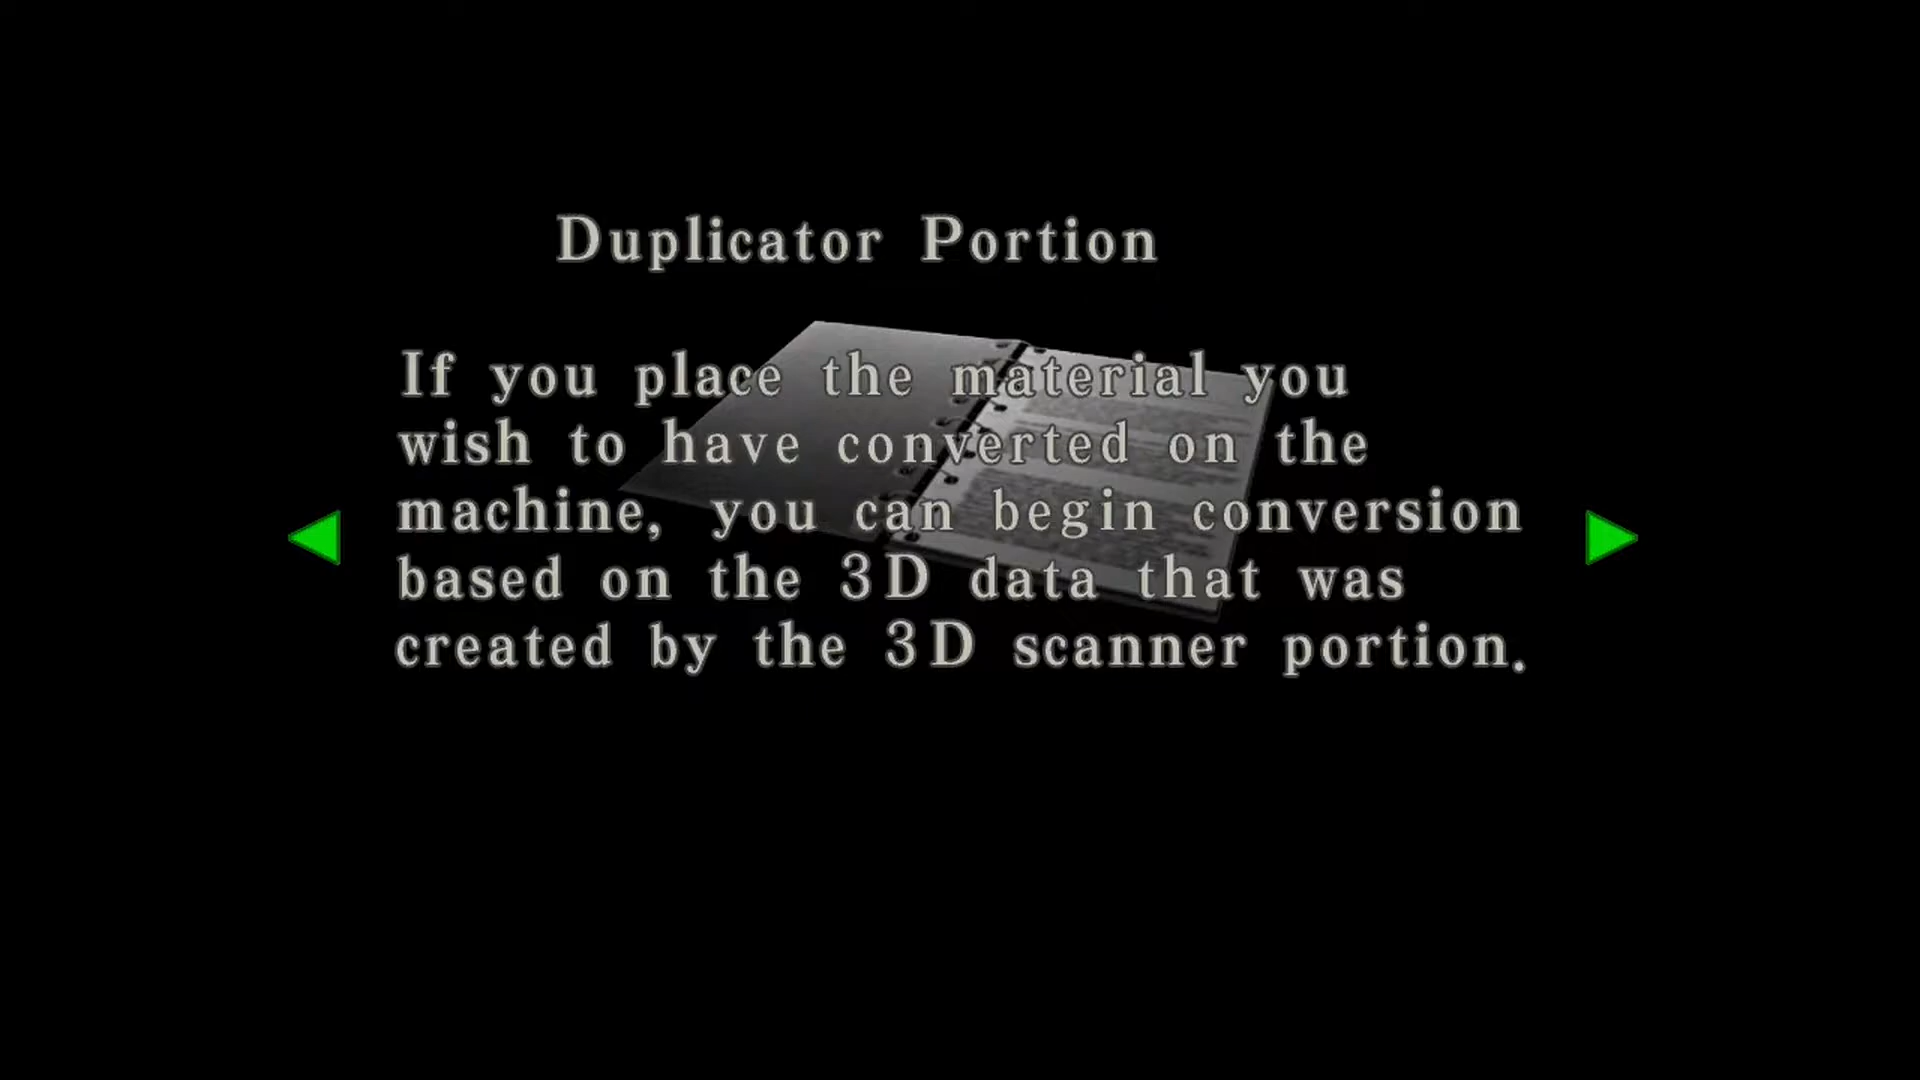 Duplicator Portion
If you place the material you
wish to have converted on the
machine, you can begin conversion
based on the 3D data that was
created by the 3D scanner portion.